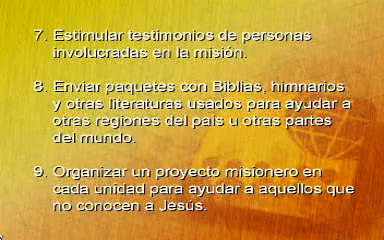 7. Estimular testimonios de personas
involucradas en la misión.
8. Enviar paquetes con Biblias, himnarios
y otras literaturas usados para ayudar a
otras regiones del país u otras partes
del mundo.
9. Organizar un proyecto misionero en
cada unidad para ayudar a aquellos que
no conocen a Jesús.